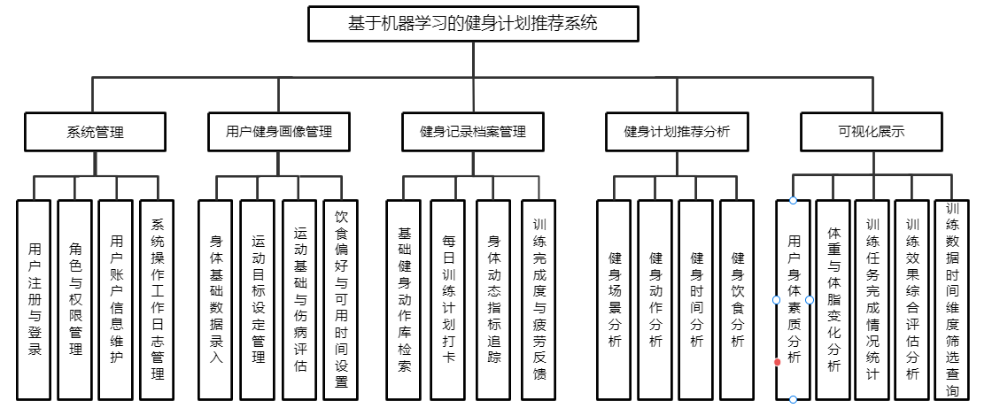 基于机器学习的健身计划推荐系统
系统管理
用户健身画像管理
健身记录档案管理
健身计划推荐分析
可视化展示
用户注册与登录
角色与权限管理
用户账户信息维护
系统操作工作日志管理
身体基础数据录入
运动目标设定管理
运动基础与伤病评估
饮食偏好与可用时间设置
基础健身动作库检索
每日训练计划打卡
身体动态指标追踪
训练完成度与疲劳反馈
健身场景分析
健身动作分析
健身时间分析
健身饮食分析
用户身体素质分析
体重与体脂变化分析
训练任务完成情况统计
训练效果综合评估分析
训练数据时间维度筛选查询